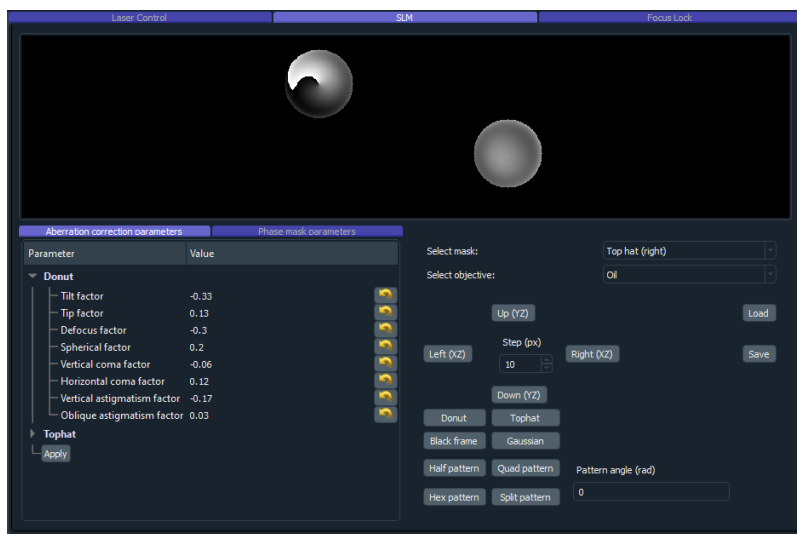 Laser Control SLM Focus Lock
Aberration correction parameters Phase mask parameters
Parameter Value
Donut
Tilt factor -0.33
Tip factor 0.13
Defocus factor -0.3
Spherical factor 0.2
Vertical coma factor -0.06
Horizontal coma factor 0.12
Vertical astigmatism factor -0.17
Oblique astigmatism factor 0.03
Tophat
Apply
Select mask: Top hat (right)
Select objective: Oil
Up (YZ) Load
Step (px)
Left (XZ) 10 Right (XZ) Save
Down (YZ)
Donut Tophat
Black frame Gaussian
Half pattern Quad pattern Pattern angle (rad)
Hex pattern Split pattern 0